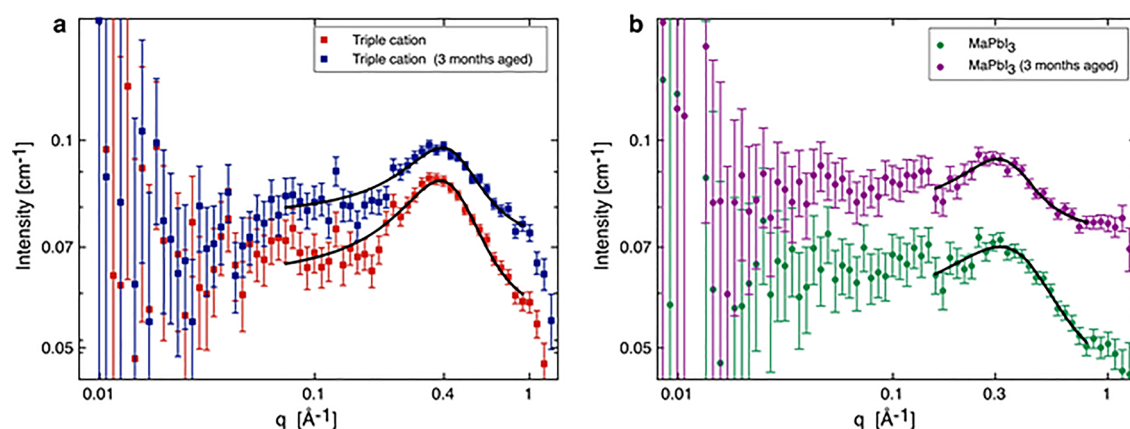 a
Triple cation
Triple cation (3 months aged)
Intensity [cm-1]
0.1
0.07
0.05
0.01
0.1
0.4
1
q [Å-1]
b
MaPbI3
MaPbI3 (3 months aged)
Intensity [cm-1]
0.1
0.07
0.05
0.01
0.1
0.3
1
q [Å-1]